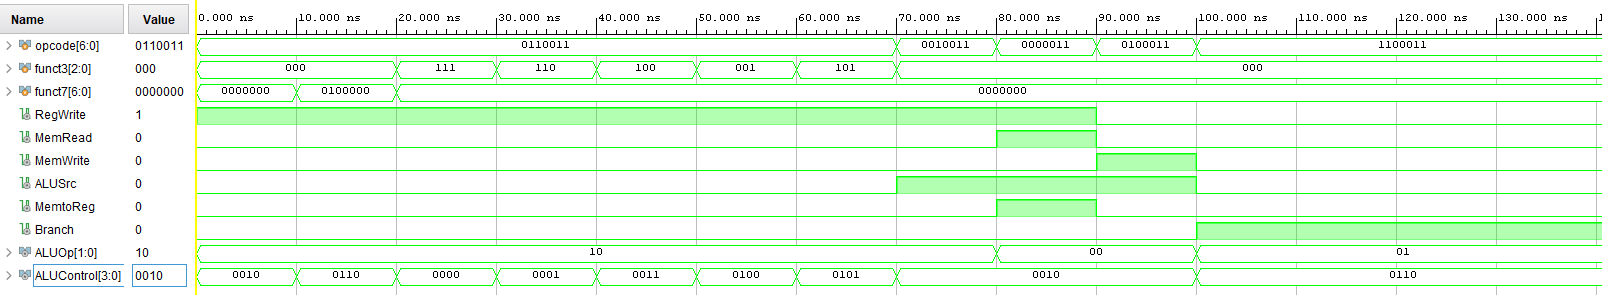 Name Value 0.000 ns 10.000 ns 20.000 ns 30.000 ns 40.000 ns 50.000 ns 60.000 ns 70.000 ns 80.000 ns 90.000 ns 100.000 ns 110.000 ns 120.000 ns 130.000 ns
opcode[6:0] 0110011 0110011 0010011 0000011 0100011 1100011
funct3[2:0] 000 000 111 110 100 001 101 000
funct7[6:0] 0000000 0000000 0100000 0000000
RegWrite 1
MemRead 0
MemWrite 0
ALUSrc 0
MemtoReg 0
Branch 0
ALUOp[1:0] 10 10 00 01
ALUControl[3:0] 0010 0010 0110 0000 0001 0011 0100 0101 0010 0110